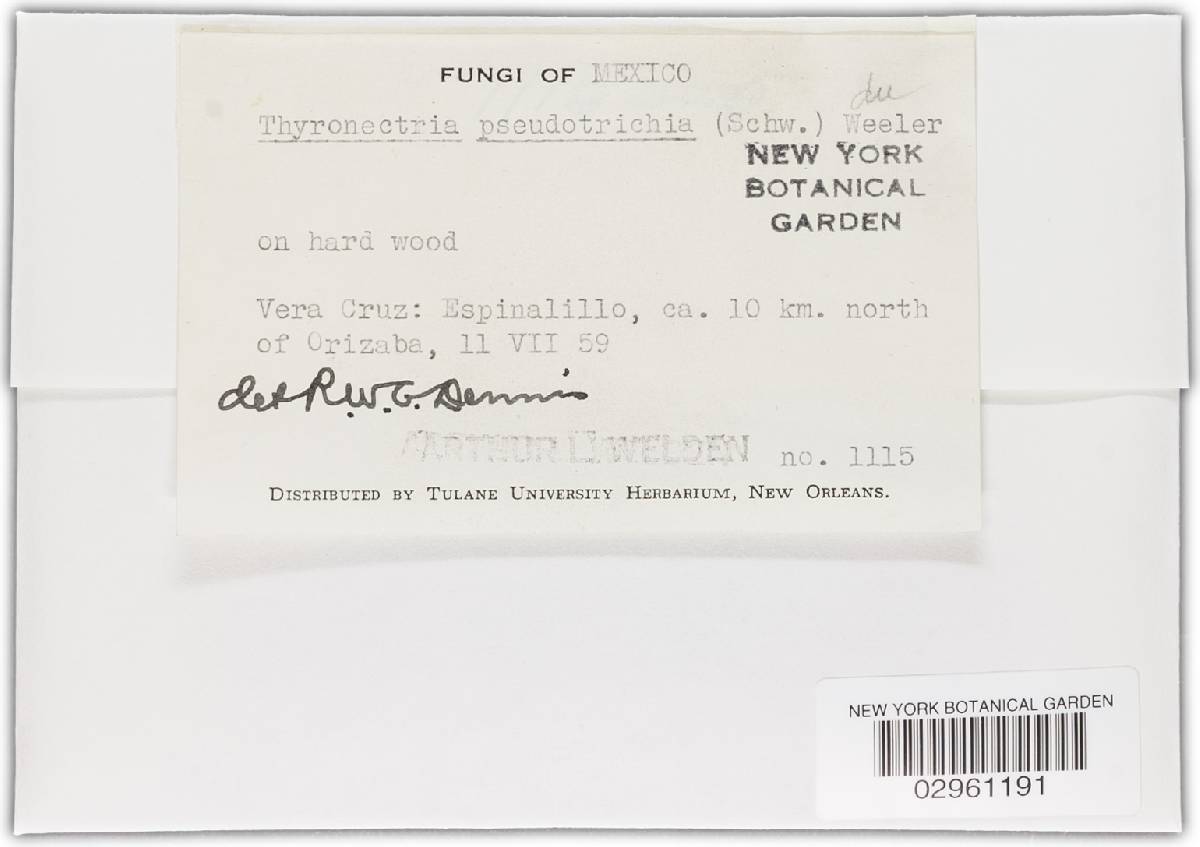 FUNGI OF MEXICO
Thyronectria pseudotrichia (Schw.) Weeler
NEW YORK
BOTANICAL
GARDEN
on hard wood
Vera Cruz: Espinalillo, ca. 10 km. north
of Orizaba, 11 VII 59
det R.W.G. Dennis
ARTHUR L. WELDEN no. 1115
DISTRIBUTED BY TULANE UNIVERSITY HERBARIUM, NEW ORLEANS.
NEW YORK BOTANICAL GARDEN
02961191